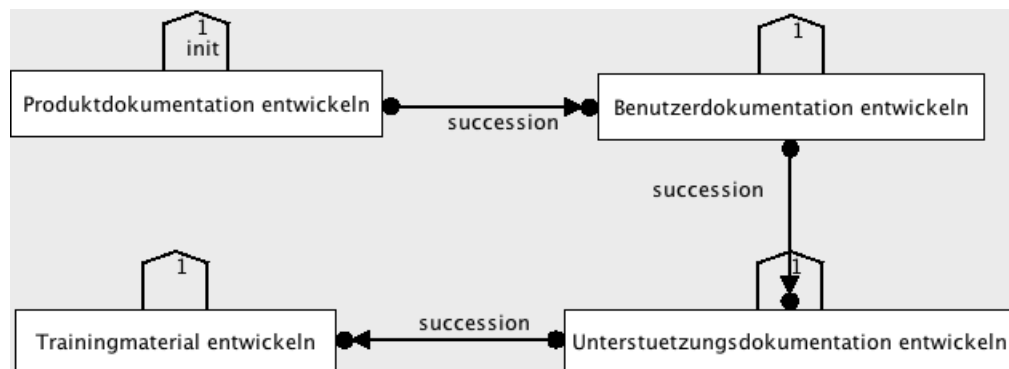 1
init
1
Produktdokumentation entwickeln
Benutzerdokumentation entwickeln
succession
succession
1
1
succession
Trainingmaterial entwickeln
Unterstuetzungsdokumentation entwickeln